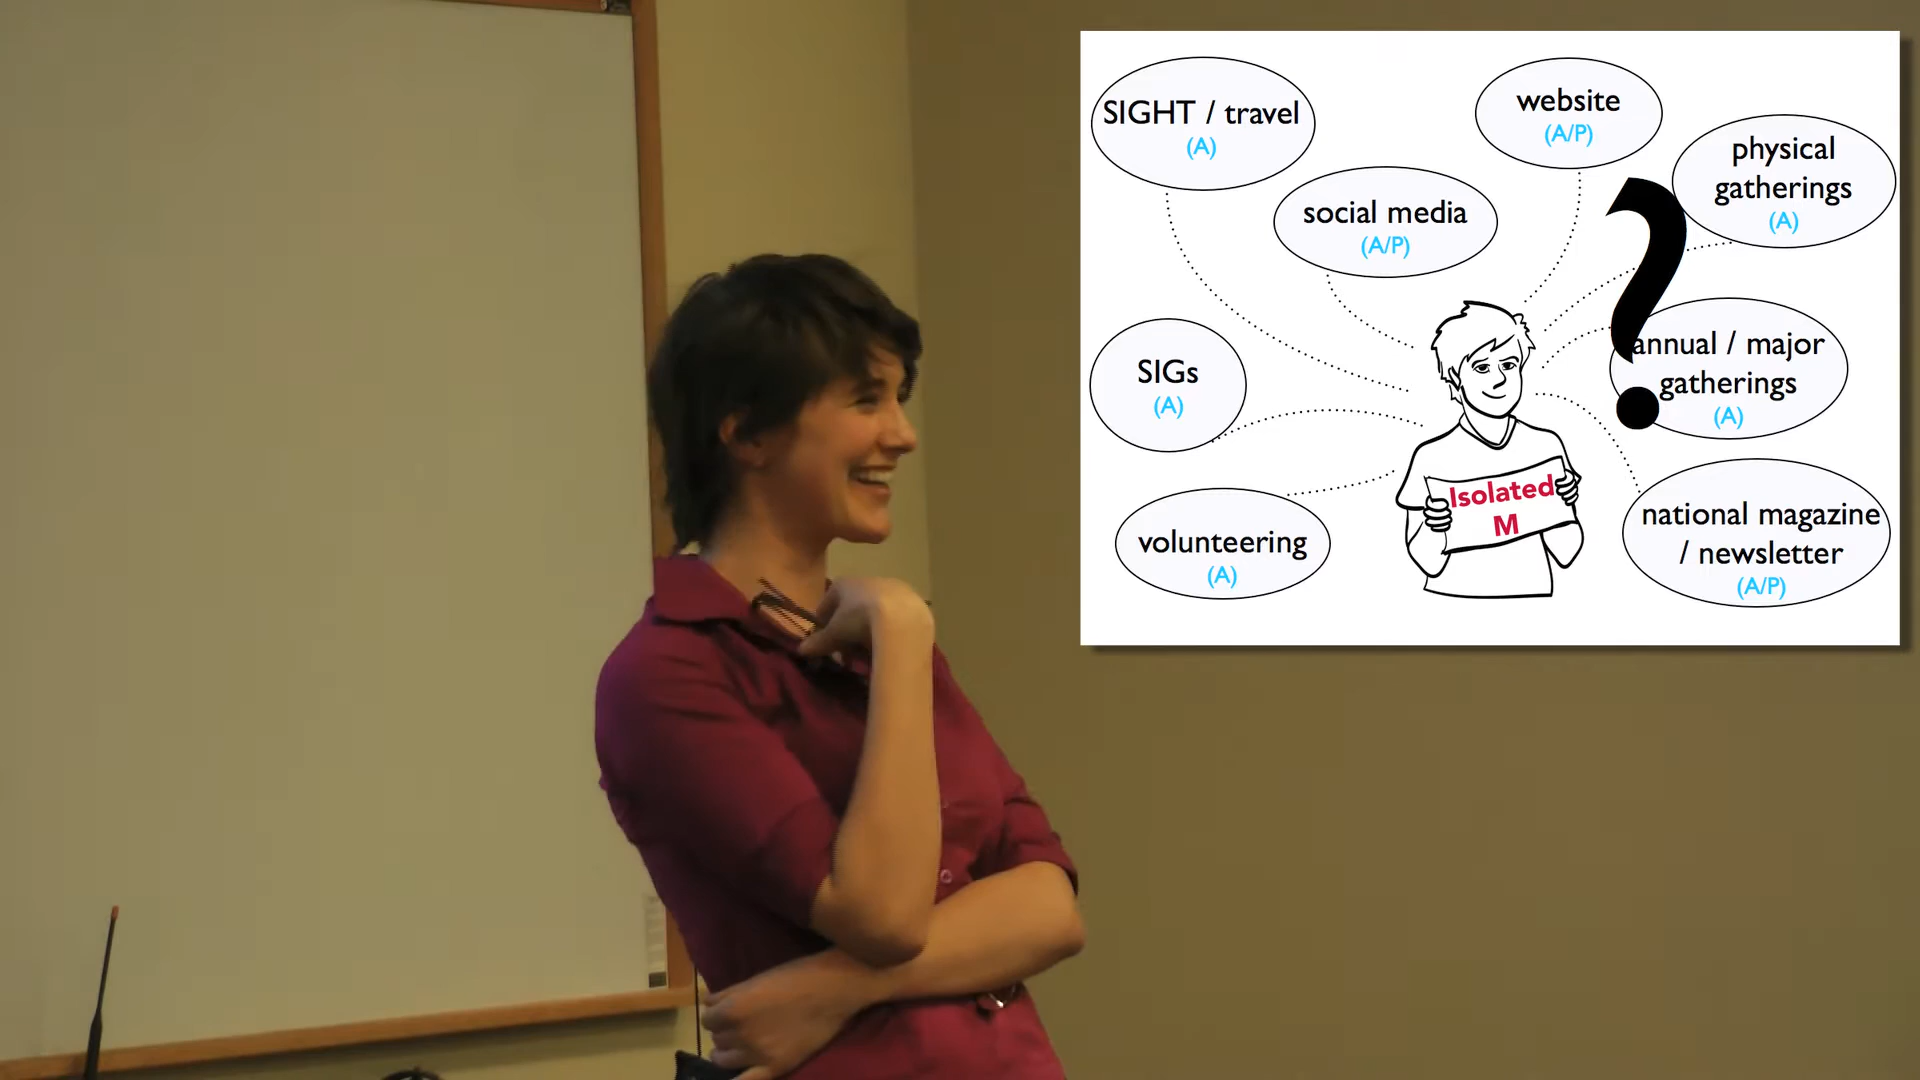 SIGHT / travel
(A)
website
(A/P)
physical
gatherings
(A)
social media
(A/P)
SIGs
(A)
annual / major
gatherings
(A)
volunteering
(A)
Isolated
M
national magazine
/ newsletter
(A/P)
?